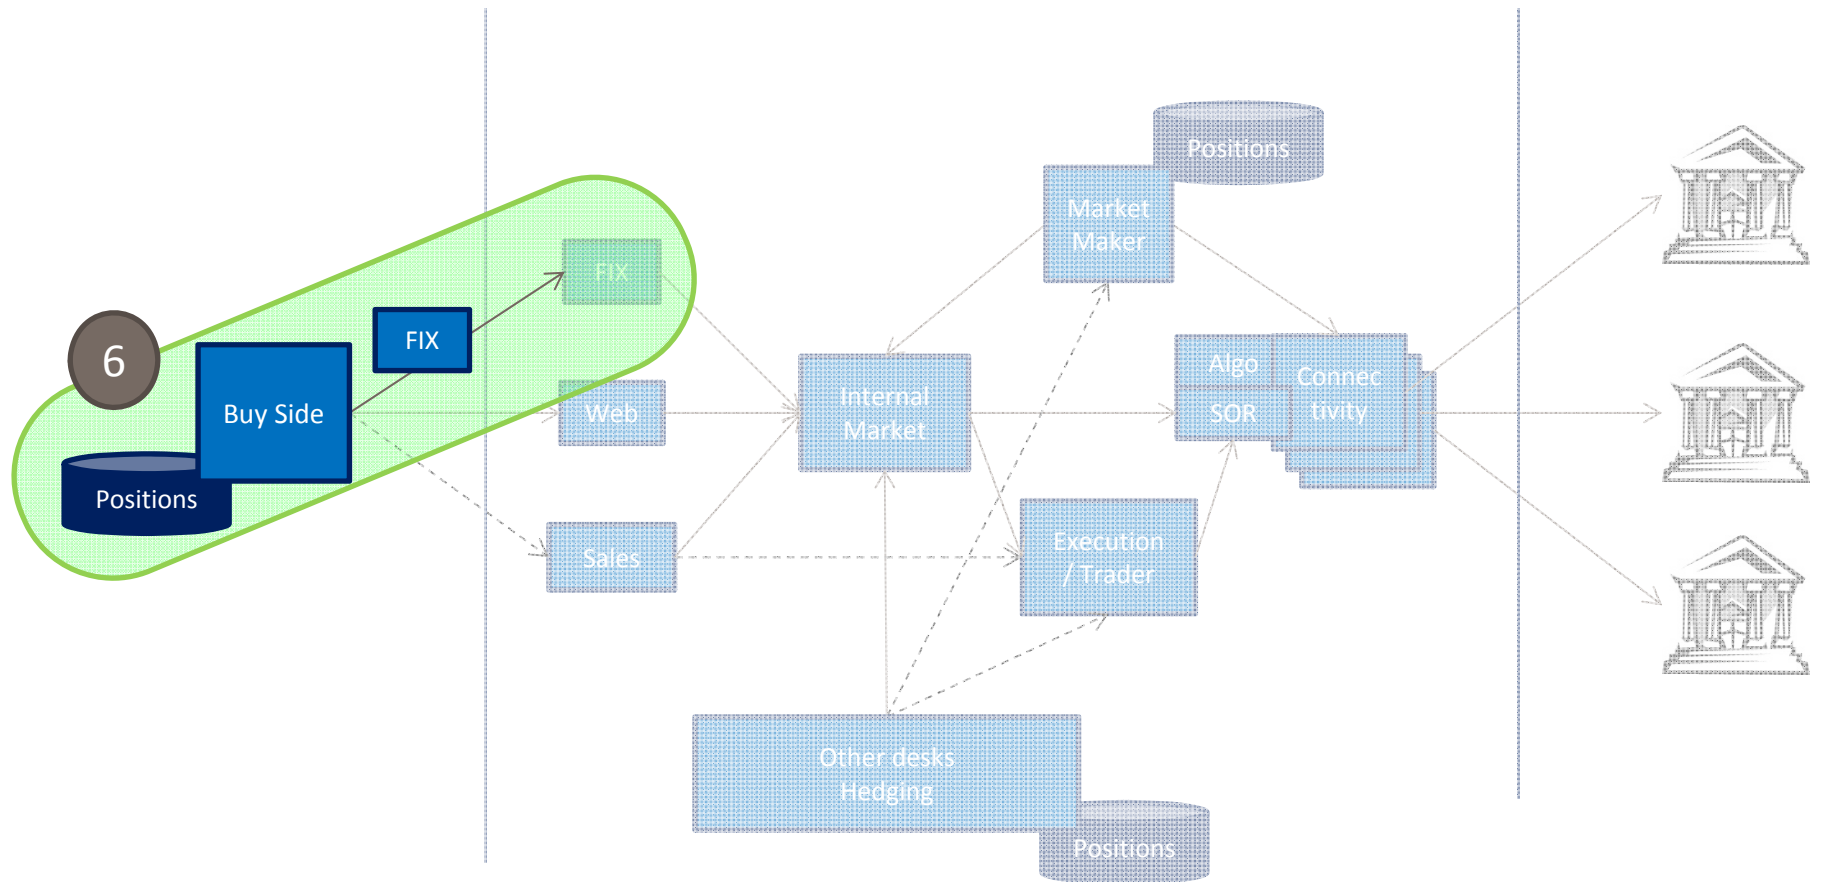 Positions
Market
Maker
FIX
FIX
6
Buy Side
Positions
Web
Internal
Market
Algo
SOR
Connec
tivity
Sales
Execution
/ Trader
Other desks
Hedging
Positions